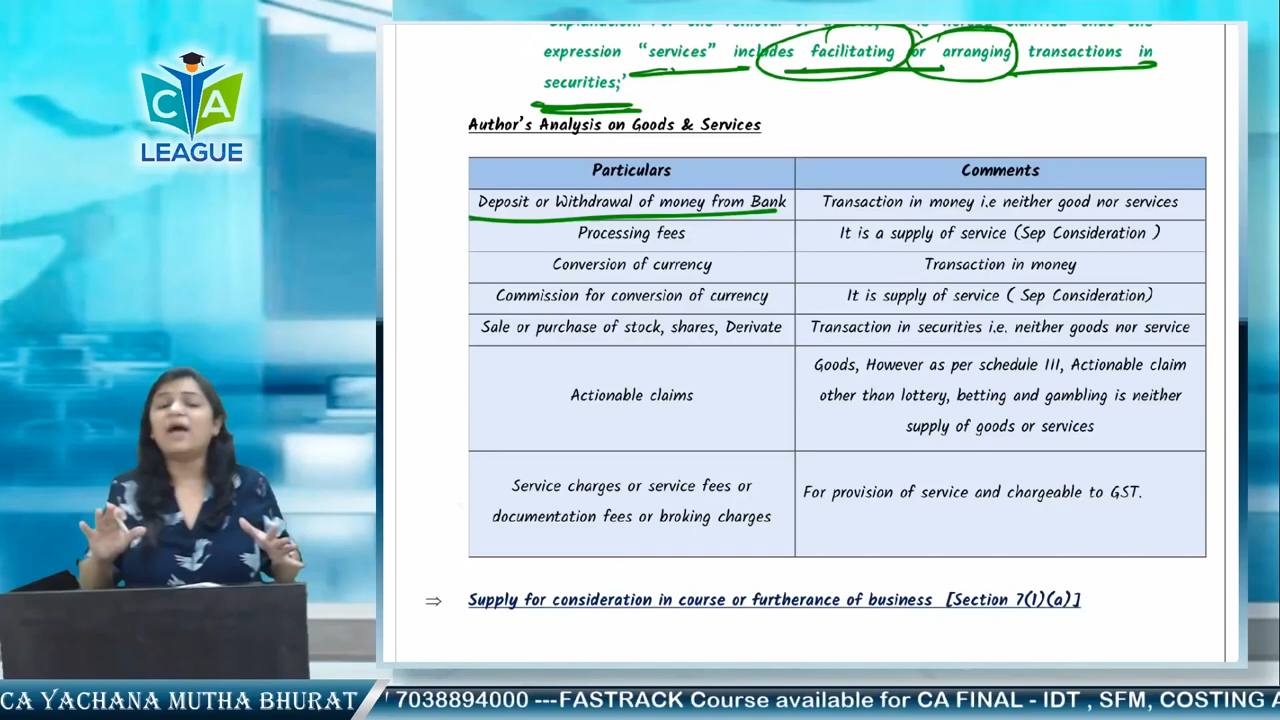 expression “services” includes facilitating or arranging transactions in
securities;’
Author’s Analysis on Goods & Services
Particulars
Comments
Deposit or Withdrawal of money from Bank
Transaction in money i.e neither good nor services
Processing fees
It is a supply of service (Sep Consideration )
Conversion of currency
Transaction in money
Commission for conversion of currency
It is supply of service ( Sep Consideration)
Sale or purchase of stock, shares, Derivate
Transaction in securities i.e. neither goods nor service
Actionable claims
Goods, However as per schedule III, Actionable claim
other than lottery, betting and gambling is neither
supply of goods or services
Service charges or service fees or
documentation fees or broking charges
For provision of service and chargeable to GST.
⇒ Supply for consideration in course or furtherance of business [Section 7(1)(a)]
CA
LEAGUE
CA YACHANA MUTHA BHURAT
7038894000 ---FASTRACK Course available for CA FINAL - IDT , SFM, COSTING